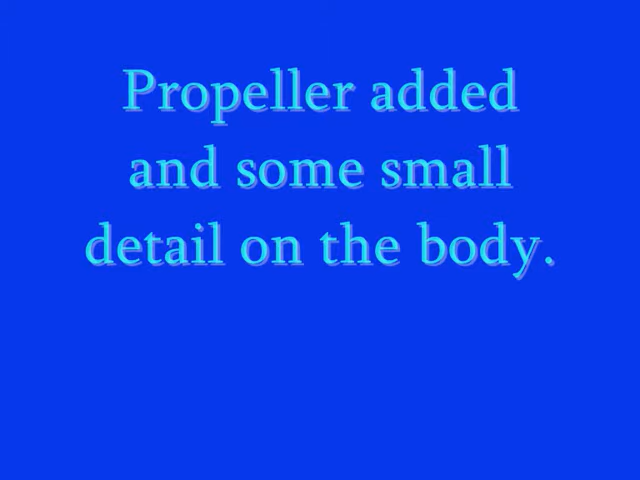 Propeller added
and some small
detail on the body.